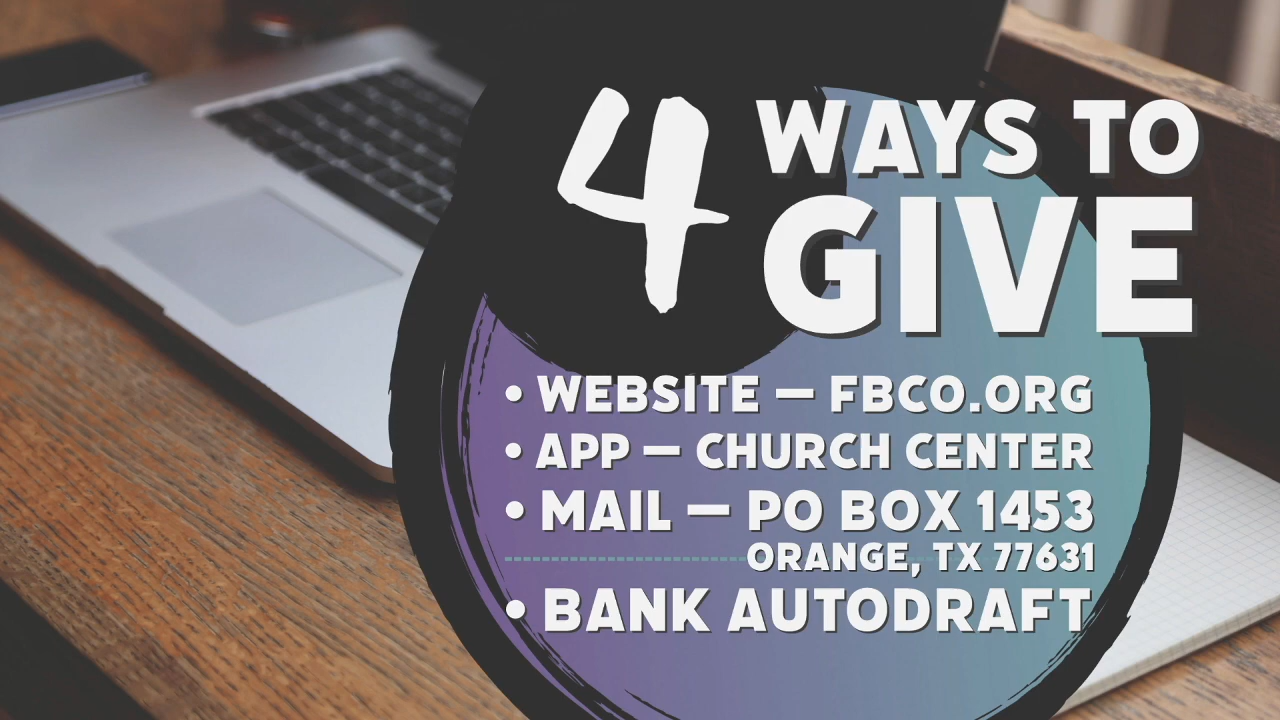 4 WAYS TO
GIVE
• WEBSITE — FBCO.ORG
• APP — CHURCH CENTER
• MAIL — PO BOX 1453
ORANGE, TX 77631
• BANK AUTODRAFT